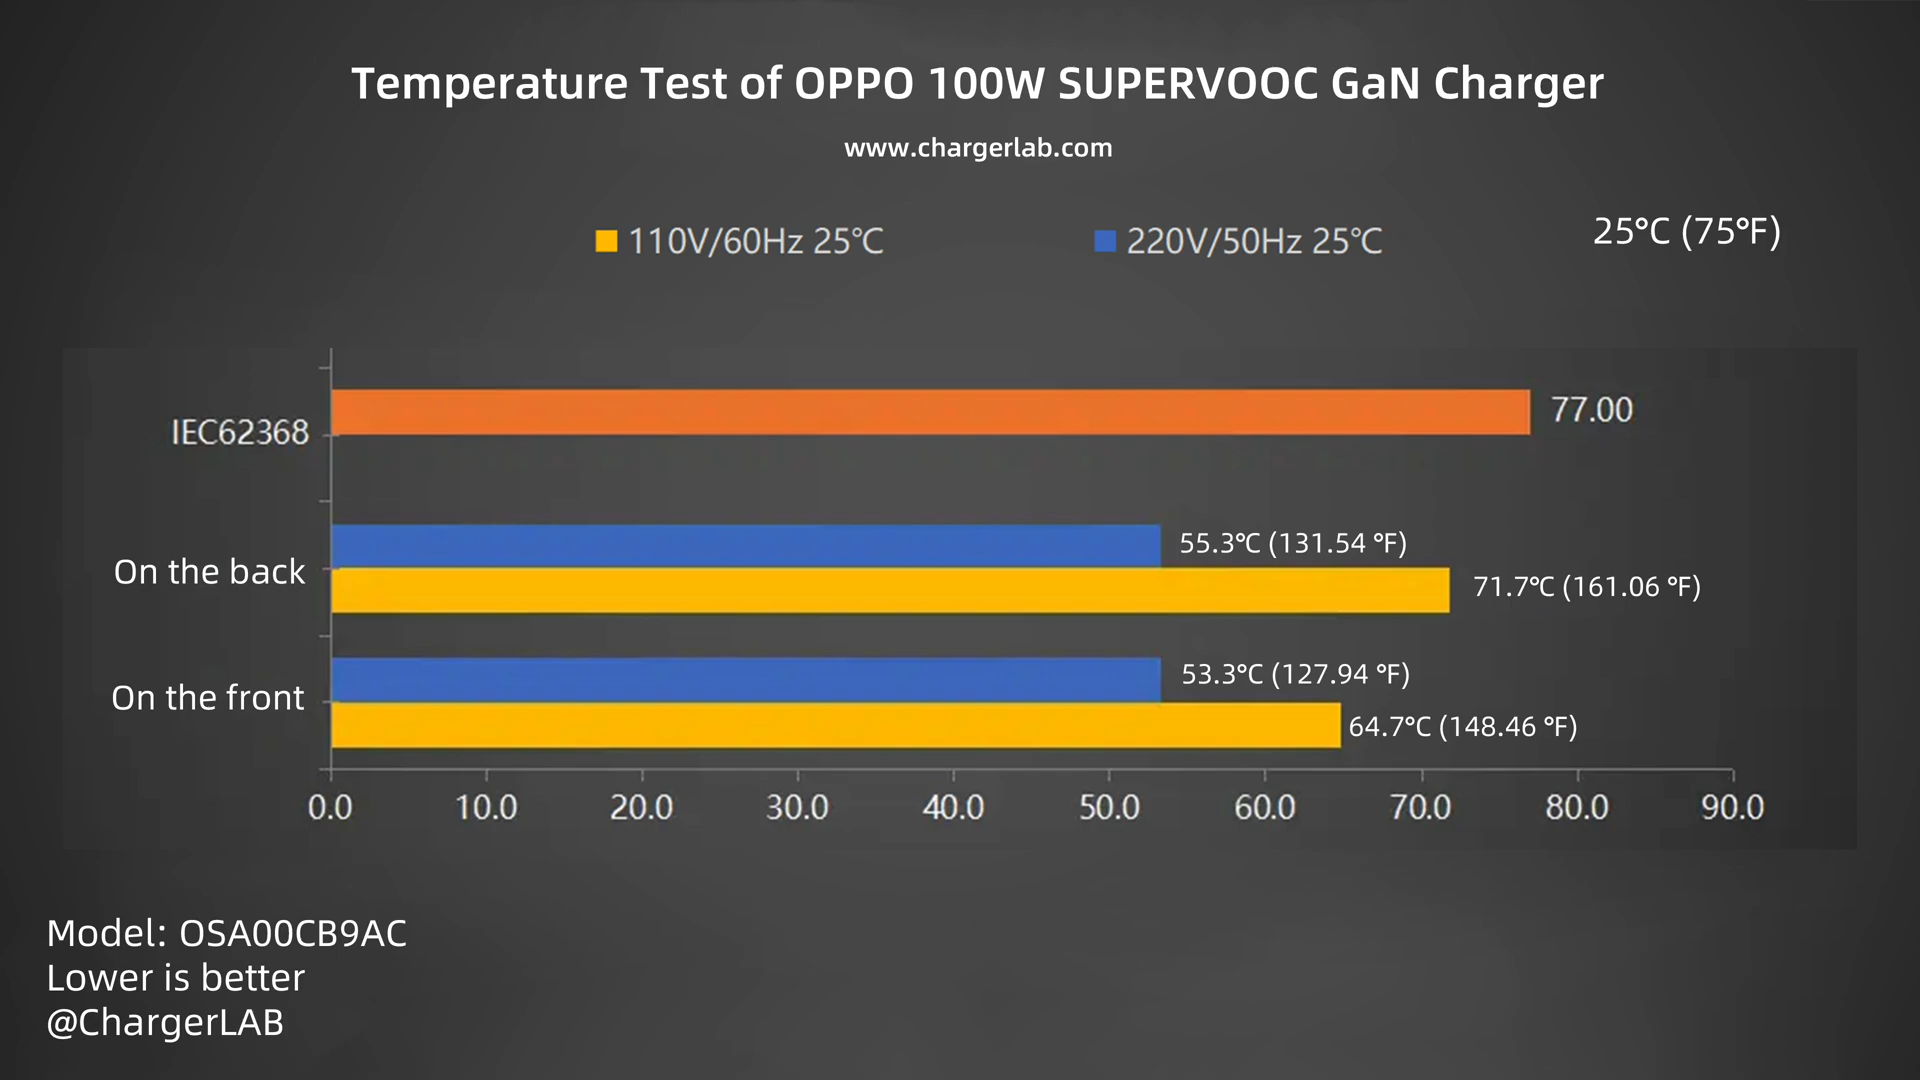 Temperature Test of OPPO 100W SUPERVOOC GaN Charger
www.chargerlab.com
110V/60Hz 25℃
220V/50Hz 25℃
25℃ (75℉)
IEC62368
77.00
On the back
55.3℃ (131.54 ℉)
71.7℃ (161.06 ℉)
On the front
53.3℃ (127.94 ℉)
64.7℃ (148.46 ℉)
0.0 10.0 20.0 30.0 40.0 50.0 60.0 70.0 80.0 90.0
Model: OSA00CB9AC
Lower is better
@ChargerLAB